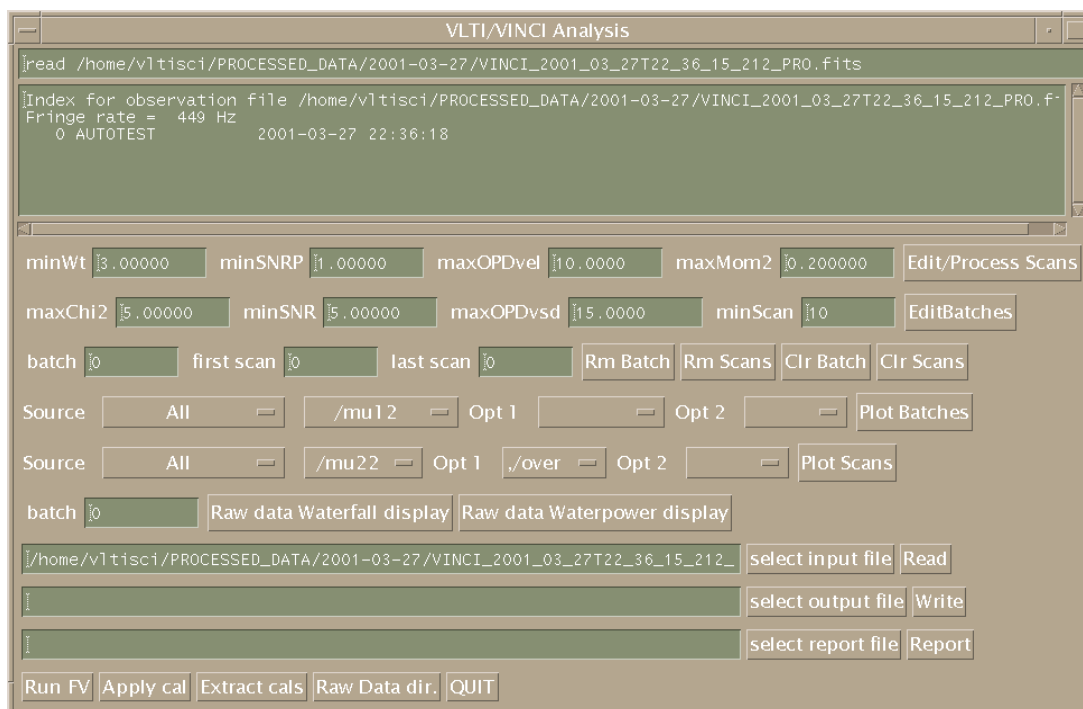 VLTI/VINCI Analysis
read /home/vltisci/PROCESSED_DATA/2001-03-27/VINCI_2001_03_27T22_36_15_212_PRO.fits
Index for observation file /home/vltisci/PROCESSED_DATA/2001-03-27/VINCI_2001_03_27T22_36_15_212_PRO.f
Fringe rate =  449 Hz
0 AUTOTEST 2001-03-27 22:36:18
minWt 3.00000 minSNRP 1.00000 maxOPDvel 10.0000 maxMom2 0.200000 Edit/Process Scans
maxChi2 5.00000 minSNR 5.00000 maxOPDvsd 15.0000 minScan 10 EditBatches
batch 0 first scan 0 last scan 0 Rm Batch Rm Scans Clr Batch Clr Scans
Source All /mu12 Opt 1 Opt 2 Plot Batches
Source All /mu22 Opt 1 ,/over Opt 2 Plot Scans
batch 0 Raw data Waterfall display Raw data Waterpower display
/home/vltisci/PROCESSED_DATA/2001-03-27/VINCI_2001_03_27T22_36_15_212_ select input file Read
select output file Write
select report file Report
Run FV Apply cal Extract cals Raw Data dir. QUIT